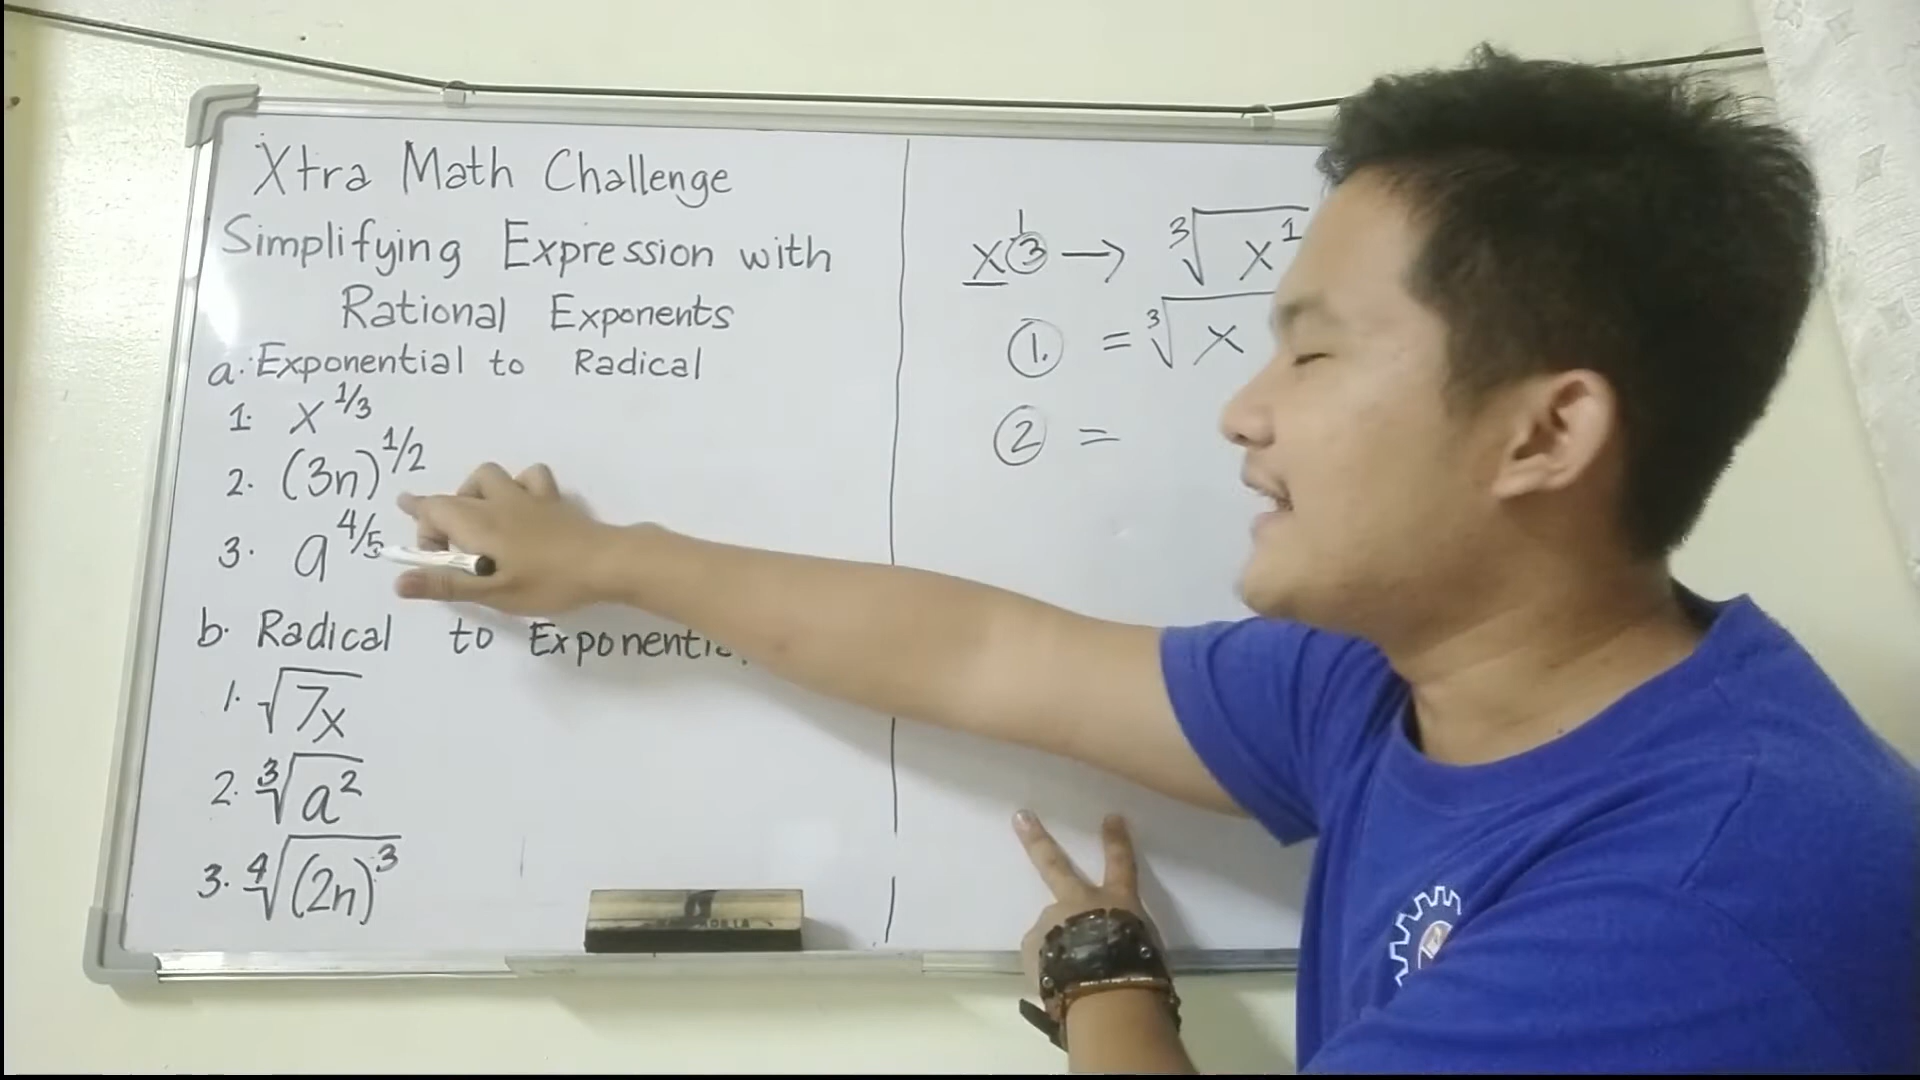 Xtra Math Challenge
Simplifying Expression with
Rational Exponents
a. Exponential to Radical
1. x^1/3
2. (3n)^1/2
3. a^4/5
b. Radical to
1. √7x
2. ³√a²
3. ⁴√(2n)³
x^1/3 → ³√x¹
①. = ³√x
② =